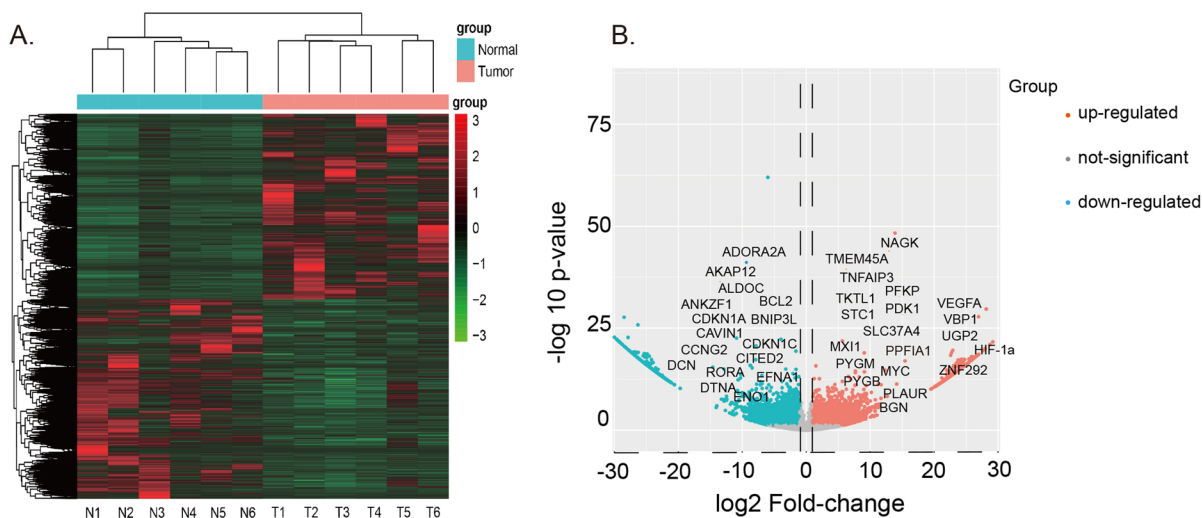 A.
group
Normal
Tumor
group
3
2
1
0
-1
-2
-3
N1 N2 N3 N4 N5 N6 T1 T2 T3 T4 T5 T6
B.
-log 10 p-value
75
50
25
0
-30 -20 -10 0 10 20 30
log2 Fold-change
NAGK
ADORA2A
TMEM45A
AKAP12
TNFAIP3
ALDOC
PFKP
ANKZF1
BCL2
TKTL1
PDK1
VEGFA
CDKN1A
BNIP3L
STC1
VBP1
CAVIN1
SLC37A4
UGP2
CCNG2
CDKN1C
MXI1
PPFIA1
HIF-1a
DCN
CITED2
PYGM
RORA
MYC
ZNF292
EFNA1
PYGB
DTNA
ENO1
PLAUR
BGN
Group
up-regulated
not-significant
down-regulated